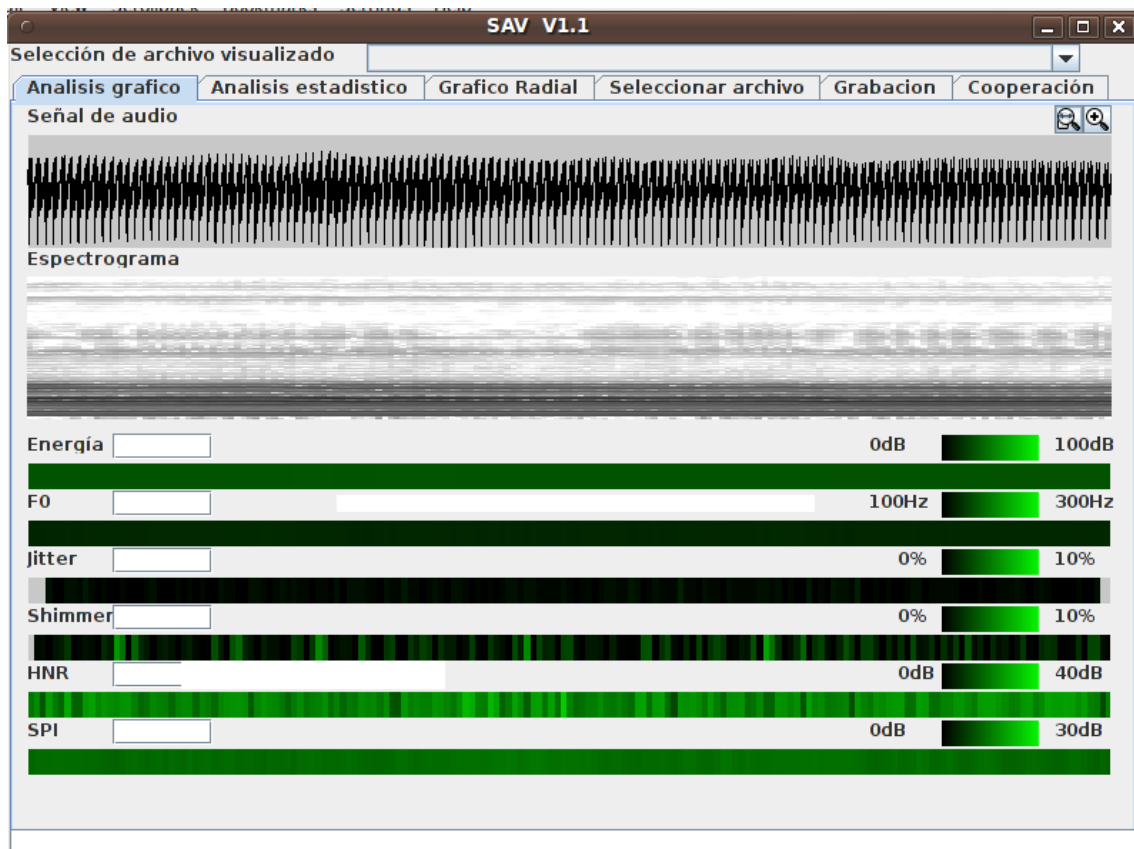 SAV V1.1
Selección de archivo visualizado
Analisis grafico Analisis estadistico Grafico Radial Seleccionar archivo Grabacion Cooperación
Señal de audio
Espectrograma
Energía 0dB 100dB
F0 100Hz 300Hz
Jitter 0% 10%
Shimmer 0% 10%
HNR 0dB 40dB
SPI 0dB 30dB